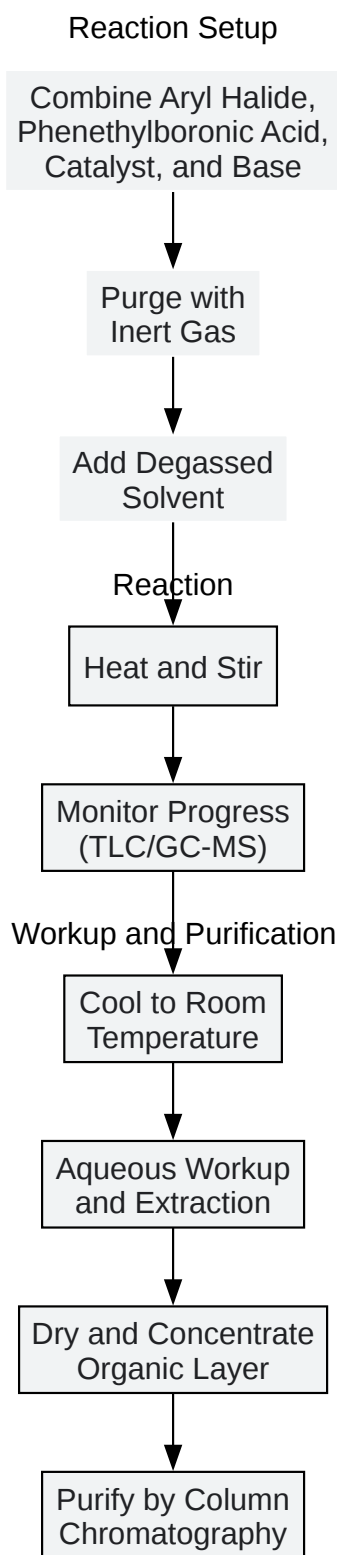 Reaction Setup
Combine Aryl Halide,
Phenethylboronic Acid,
Catalyst, and Base
Purge with
Inert Gas
Add Degassed
Solvent
Reaction
Heat and Stir
Monitor Progress
(TLC/GC-MS)
Workup and Purification
Cool to Room
Temperature
Aqueous Workup
and Extraction
Dry and Concentrate
Organic Layer
Purify by Column
Chromatography